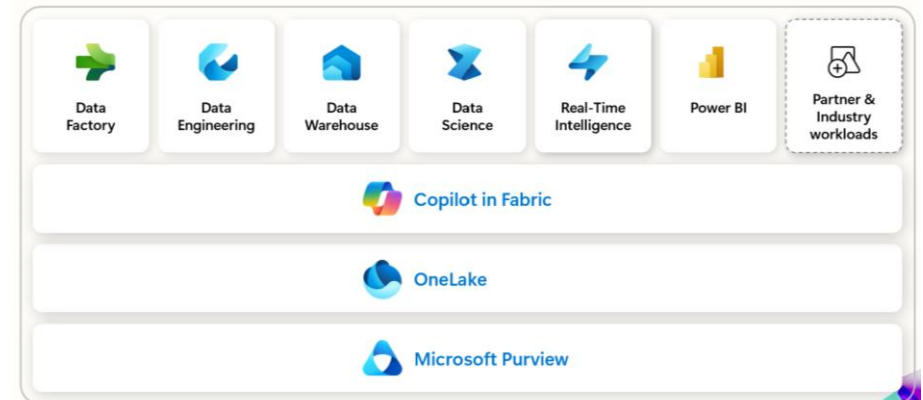 Data
Factory
Data
Engineering
Data
Warehouse
Data
Science
Real-Time
Intelligence
Power BI
Partner &
Industry
workloads
Copilot in Fabric
OneLake
Microsoft Purview